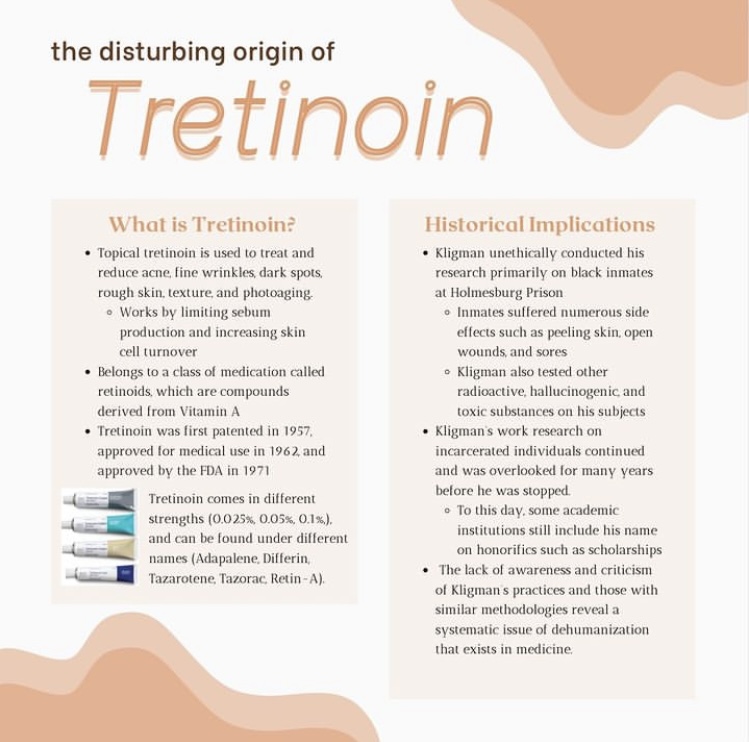 the disturbing origin of
Tretinoin
What is Tretinoin?
• Topical tretinoin is used to treat and
reduce acne, fine wrinkles, dark spots,
rough skin, texture, and photoaging.
◦ Works by limiting sebum
production and increasing skin
cell turnover
• Belongs to a class of medication called
retinoids, which are compounds
derived from Vitamin A
• Tretinoin was first patented in 1957,
approved for medical use in 1962, and
approved by the FDA in 1971
Tretinoin comes in different
strengths (0.025%, 0.05%, 0.1%,),
and can be found under different
names (Adapalene, Differin,
Tazarotene, Tazorac, Retin-A).
Historical Implications
• Kligman unethically conducted his
research primarily on black inmates
at Holmesburg Prison
◦ Inmates suffered numerous side
effects such as peeling skin, open
wounds, and sores
◦ Kligman also tested other
radioactive, hallucinogenic, and
toxic substances on his subjects
• Kligman's work research on
incarcerated individuals continued
and was overlooked for many years
before he was stopped.
◦ To this day, some academic
institutions still include his name
on honorifics such as scholarships
• The lack of awareness and criticism
of Kligman's practices and those with
similar methodologies reveal a
systematic issue of dehumanization
that exists in medicine.